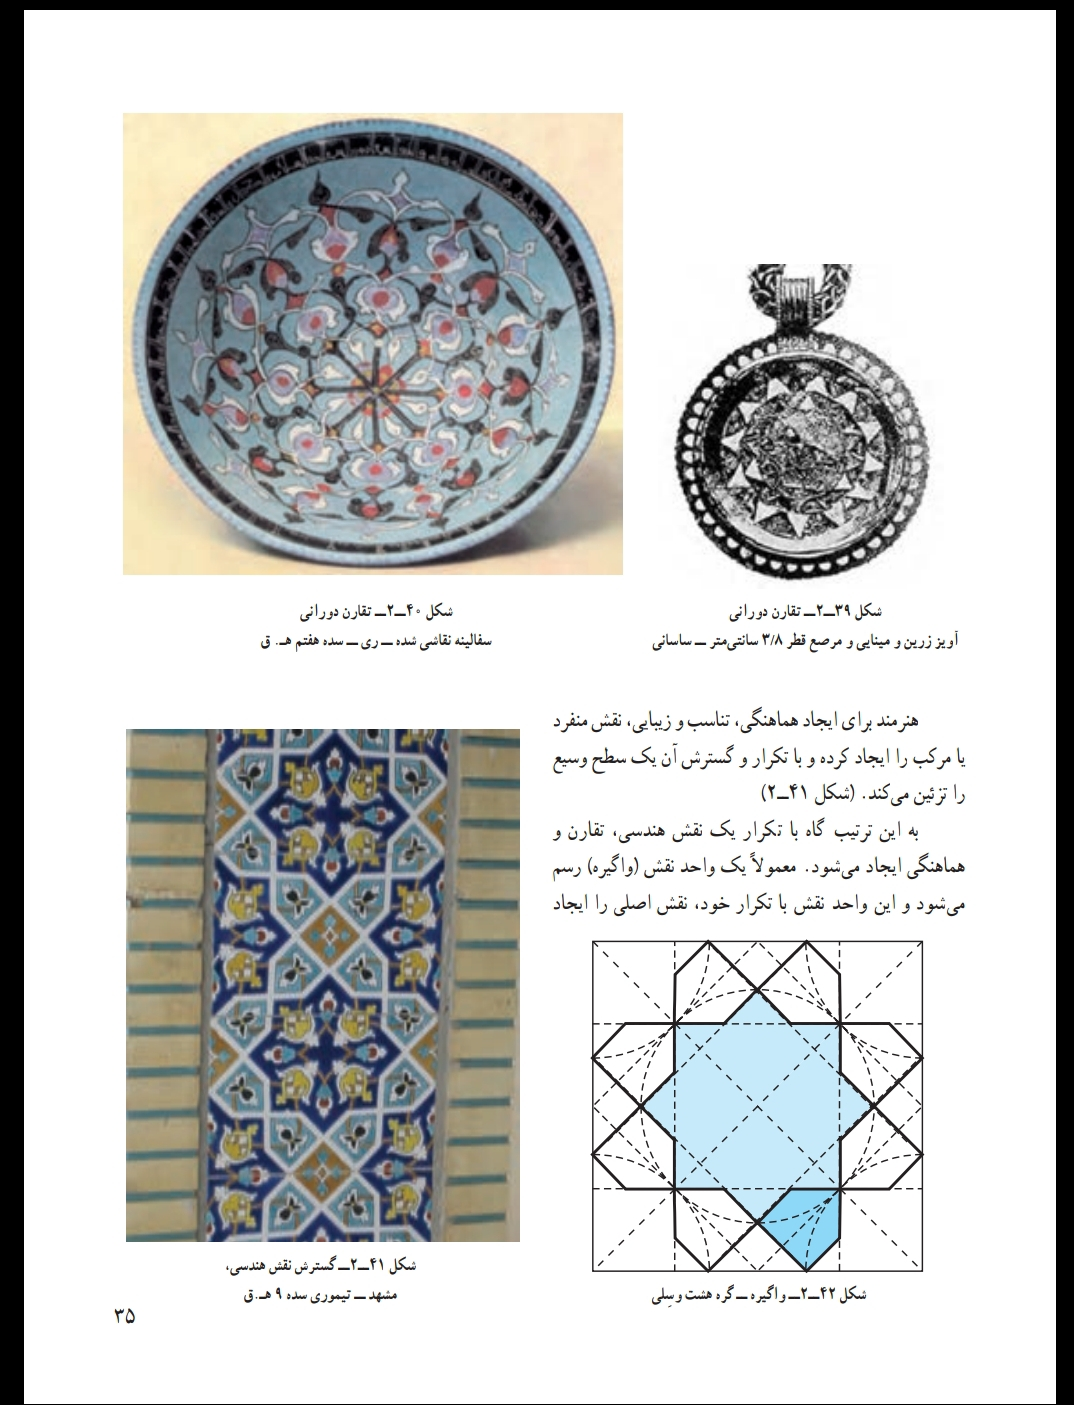 شکل ۳۹ــ۲ــ تقارن دورانی
آویز زرین و مینایی و مرصع قطر ۳/۸ سانتی‌متر ــ ساسانی
شکل ۴۰ــ۲ــ تقارن دورانی
سفالینه نقاشی شده ــ ری ــ سده هفتم هـ. ق
هنرمند برای ایجاد هماهنگی، تناسب و زیبایی، نقش منفرد
یا مرکب را ایجاد کرده و با تکرار و گسترش آن یک سطح وسیع
را تزئین می‌کند. (شکل ۴۱ــ۲)
به این ترتیب گاه با تکرار یک نقش هندسی، تقارن و
هماهنگی ایجاد می‌شود. معمولاً یک واحد نقش (واگیره) رسم
می‌شود و این واحد نقش با تکرار خود، نقش اصلی را ایجاد
شکل ۴۲ــ۲ــ واگیره ــ گره هشت وسِلی
شکل ۴۱ــ۲ــ گسترش نقش هندسی،
مشهد ــ تیموری سده ۹ هـ.ق
۳۵